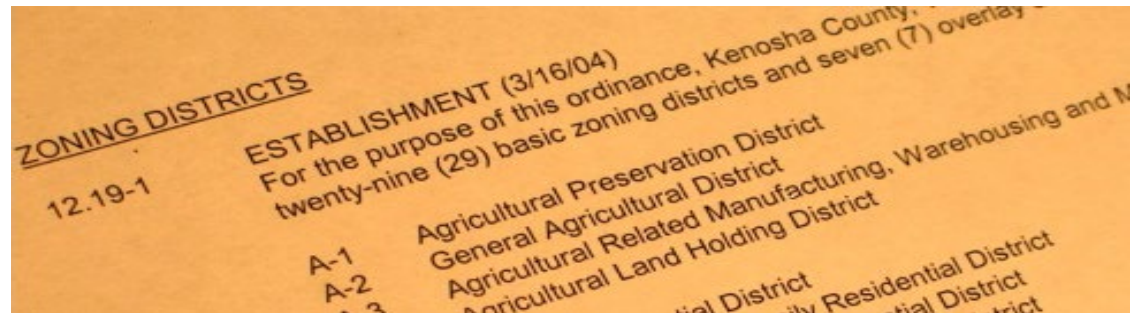 ZONING DISTRICTS
12.19-1 ESTABLISHMENT (3/16/04)
For the purpose of this ordinance, Kenosha County,
twenty-nine (29) basic zoning districts and seven (7) overlay
A-1 Agricultural Preservation District
A-2 General Agricultural District
Agricultural Related Manufacturing, Warehousing and
Agricultural Land Holding District
District
Residential District
District